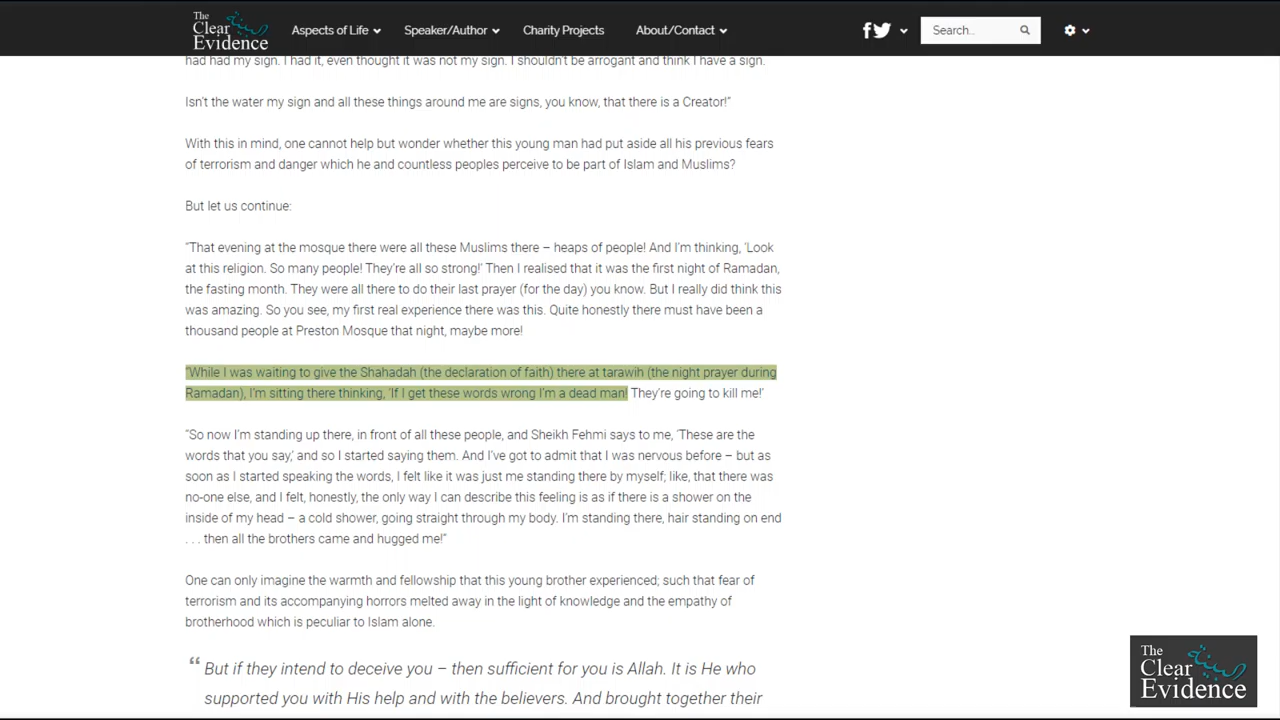 The
Clear
Evidence
Aspects of Life
Speaker/Author
Charity Projects
About/Contact
Search...
had had my sign. I had it, even thought it was not my sign. I shouldn't be arrogant and think I have a sign.
Isn't the water my sign and all these things around me are signs, you know, that there is a Creator!”
With this in mind, one cannot help but wonder whether this young man had put aside all his previous fears
of terrorism and danger which he and countless peoples perceive to be part of Islam and Muslims?
But let us continue:
“That evening at the mosque there were all these Muslims there – heaps of people! And I'm thinking, ‘Look
at this religion. So many people! They're all so strong!’ Then I realised that it was the first night of Ramadan,
the fasting month. They were all there to do their last prayer (for the day) you know. But I really did think this
was amazing. So you see, my first real experience there was this. Quite honestly there must have been a
thousand people at Preston Mosque that night, maybe more!
“While I was waiting to give the Shahadah (the declaration of faith) there at tarawih (the night prayer during
Ramadan), I'm sitting there thinking, ‘If I get these words wrong I'm a dead man! They're going to kill me!’
“So now I'm standing up there, in front of all these people, and Sheikh Fehmi says to me, ‘These are the
words that you say,’ and so I started saying them. And I've got to admit that I was nervous before – but as
soon as I started speaking the words, I felt like it was just me standing there by myself; like, that there was
no-one else, and I felt, honestly, the only way I can describe this feeling is as if there is a shower on the
inside of my head – a cold shower, going straight through my body. I'm standing there, hair standing on end
. . . then all the brothers came and hugged me!”
One can only imagine the warmth and fellowship that this young brother experienced; such that fear of
terrorism and its accompanying horrors melted away in the light of knowledge and the empathy of
brotherhood which is peculiar to Islam alone.
“ But if they intend to deceive you – then sufficient for you is Allah. It is He who
supported you with His help and with the believers. And brought together their
The
Clear
Evidence